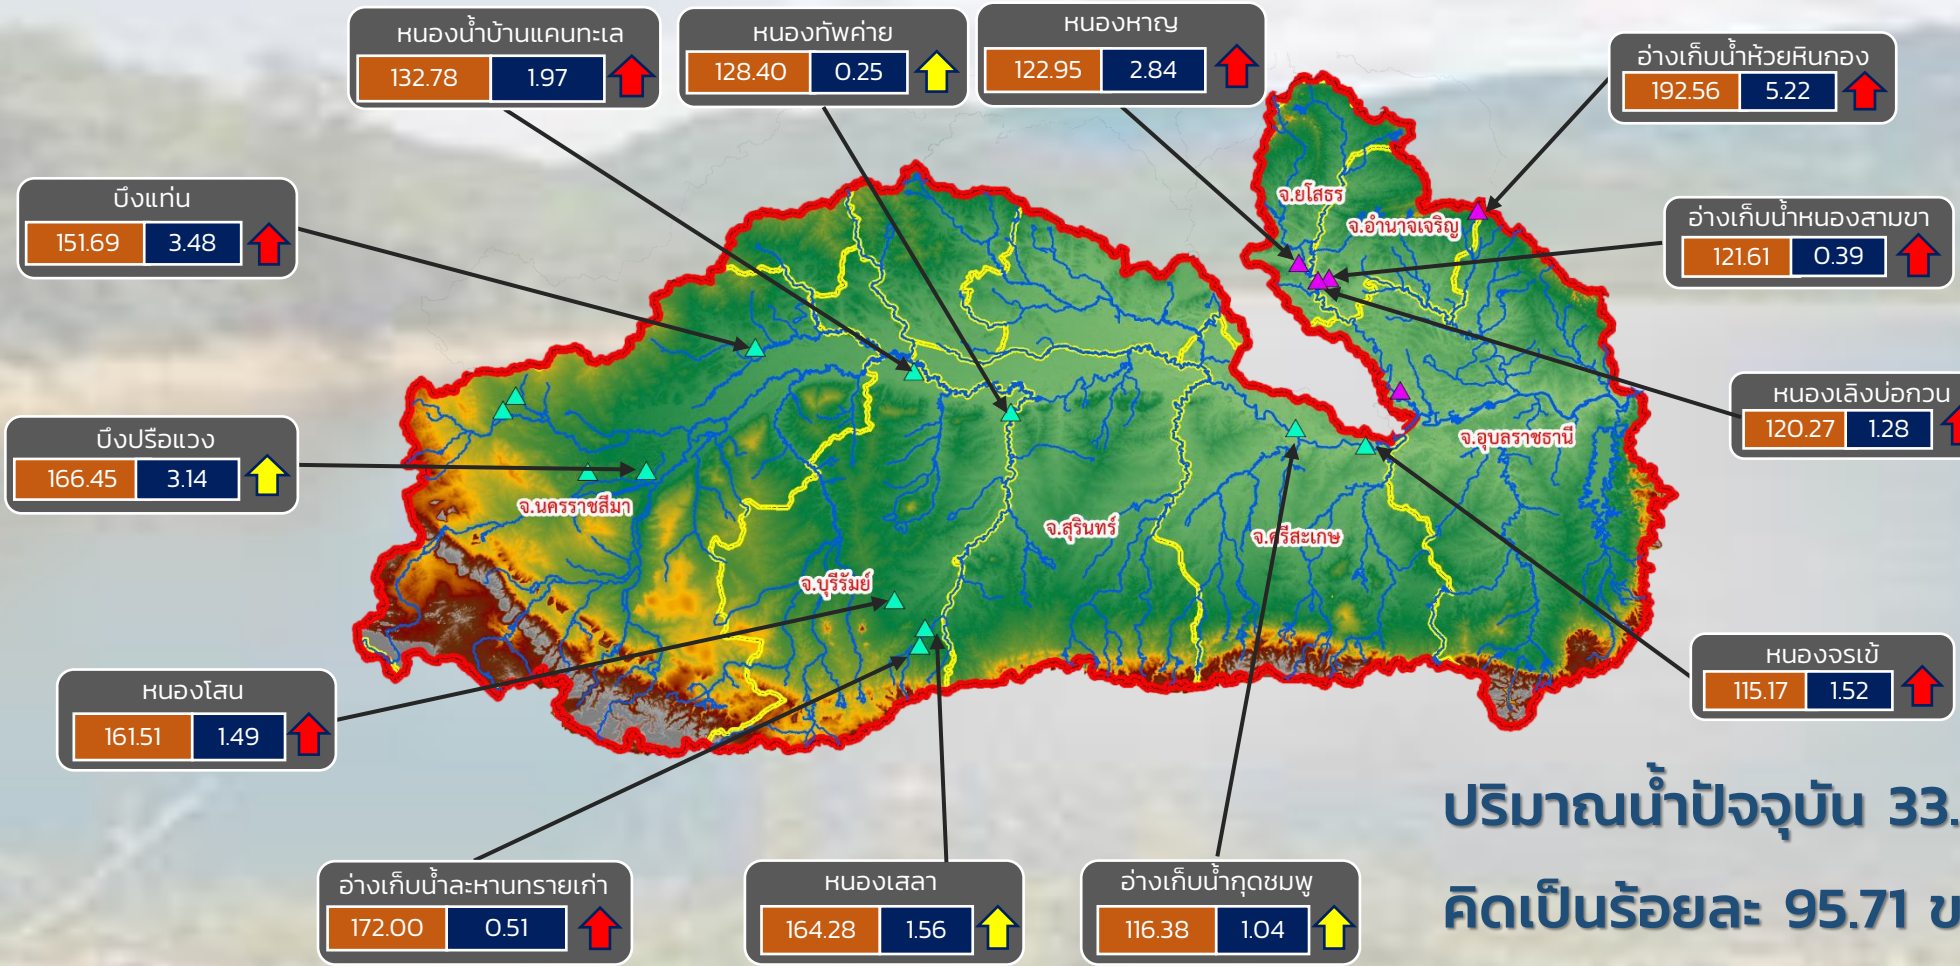 หนองน้ำบ้านแคนทะเล
132.78 1.97
หนองทัพค่าย
128.40 0.25
หนองหาญ
122.95 2.84
อ่างเก็บน้ำห้วยหินกอง
192.56 5.22
บึงแท่น
151.69 3.48
จ.ยโสธร
จ.อำนาจเจริญ
อ่างเก็บน้ำหนองสามขา
121.61 0.39
หนองเลิงบ่อกวน
120.27 1.28
บึงปรือแวง
166.45 3.14
จ.นครราชสีมา
จ.บุรีรัมย์
จ.สุรินทร์
จ.ศรีสะเกษ
จ.อุบลราชธานี
หนองจรเข้
115.17 1.52
หนองโสน
161.51 1.49
อ่างเก็บน้ำละหานทรายเก่า
172.00 0.51
หนองเสลา
164.28 1.56
อ่างเก็บน้ำกุดชมพู
116.38 1.04
ปริมาณน้ำปัจจุบัน 33.
คิดเป็นร้อยละ 95.71 ข